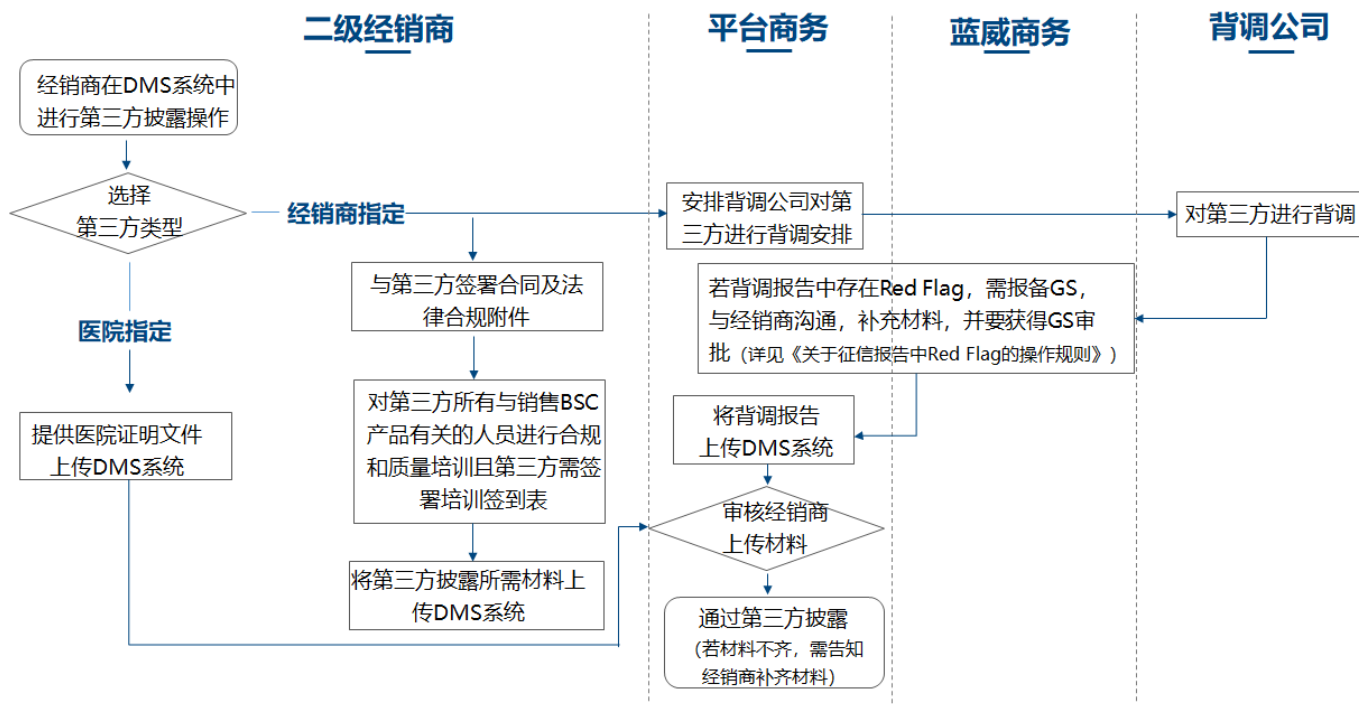 二级经销商
平台商务
蓝威商务
背调公司
经销商在DMS系统中
进行第三方披露操作
选择
第三方类型
经销商指定
安排背调公司对第
三方进行背调安排
对第三方进行背调
医院指定
与第三方签署合同及法
律合规附件
若背调报告中存在Red Flag，需报备GS，
与经销商沟通，补充材料，并要获得GS审
批（详见《关于征信报告中Red Flag的操作规则》）
提供医院证明文件
上传DMS系统
对第三方所有与销售BSC
产品有关的人员进行合规
和质量培训且第三方需签
署培训签到表
将背调报告
上传DMS系统
审核经销商
上传材料
将第三方披露所需材料上
传DMS系统
通过第三方披露
（若材料不齐，需告知
经销商补齐材料）